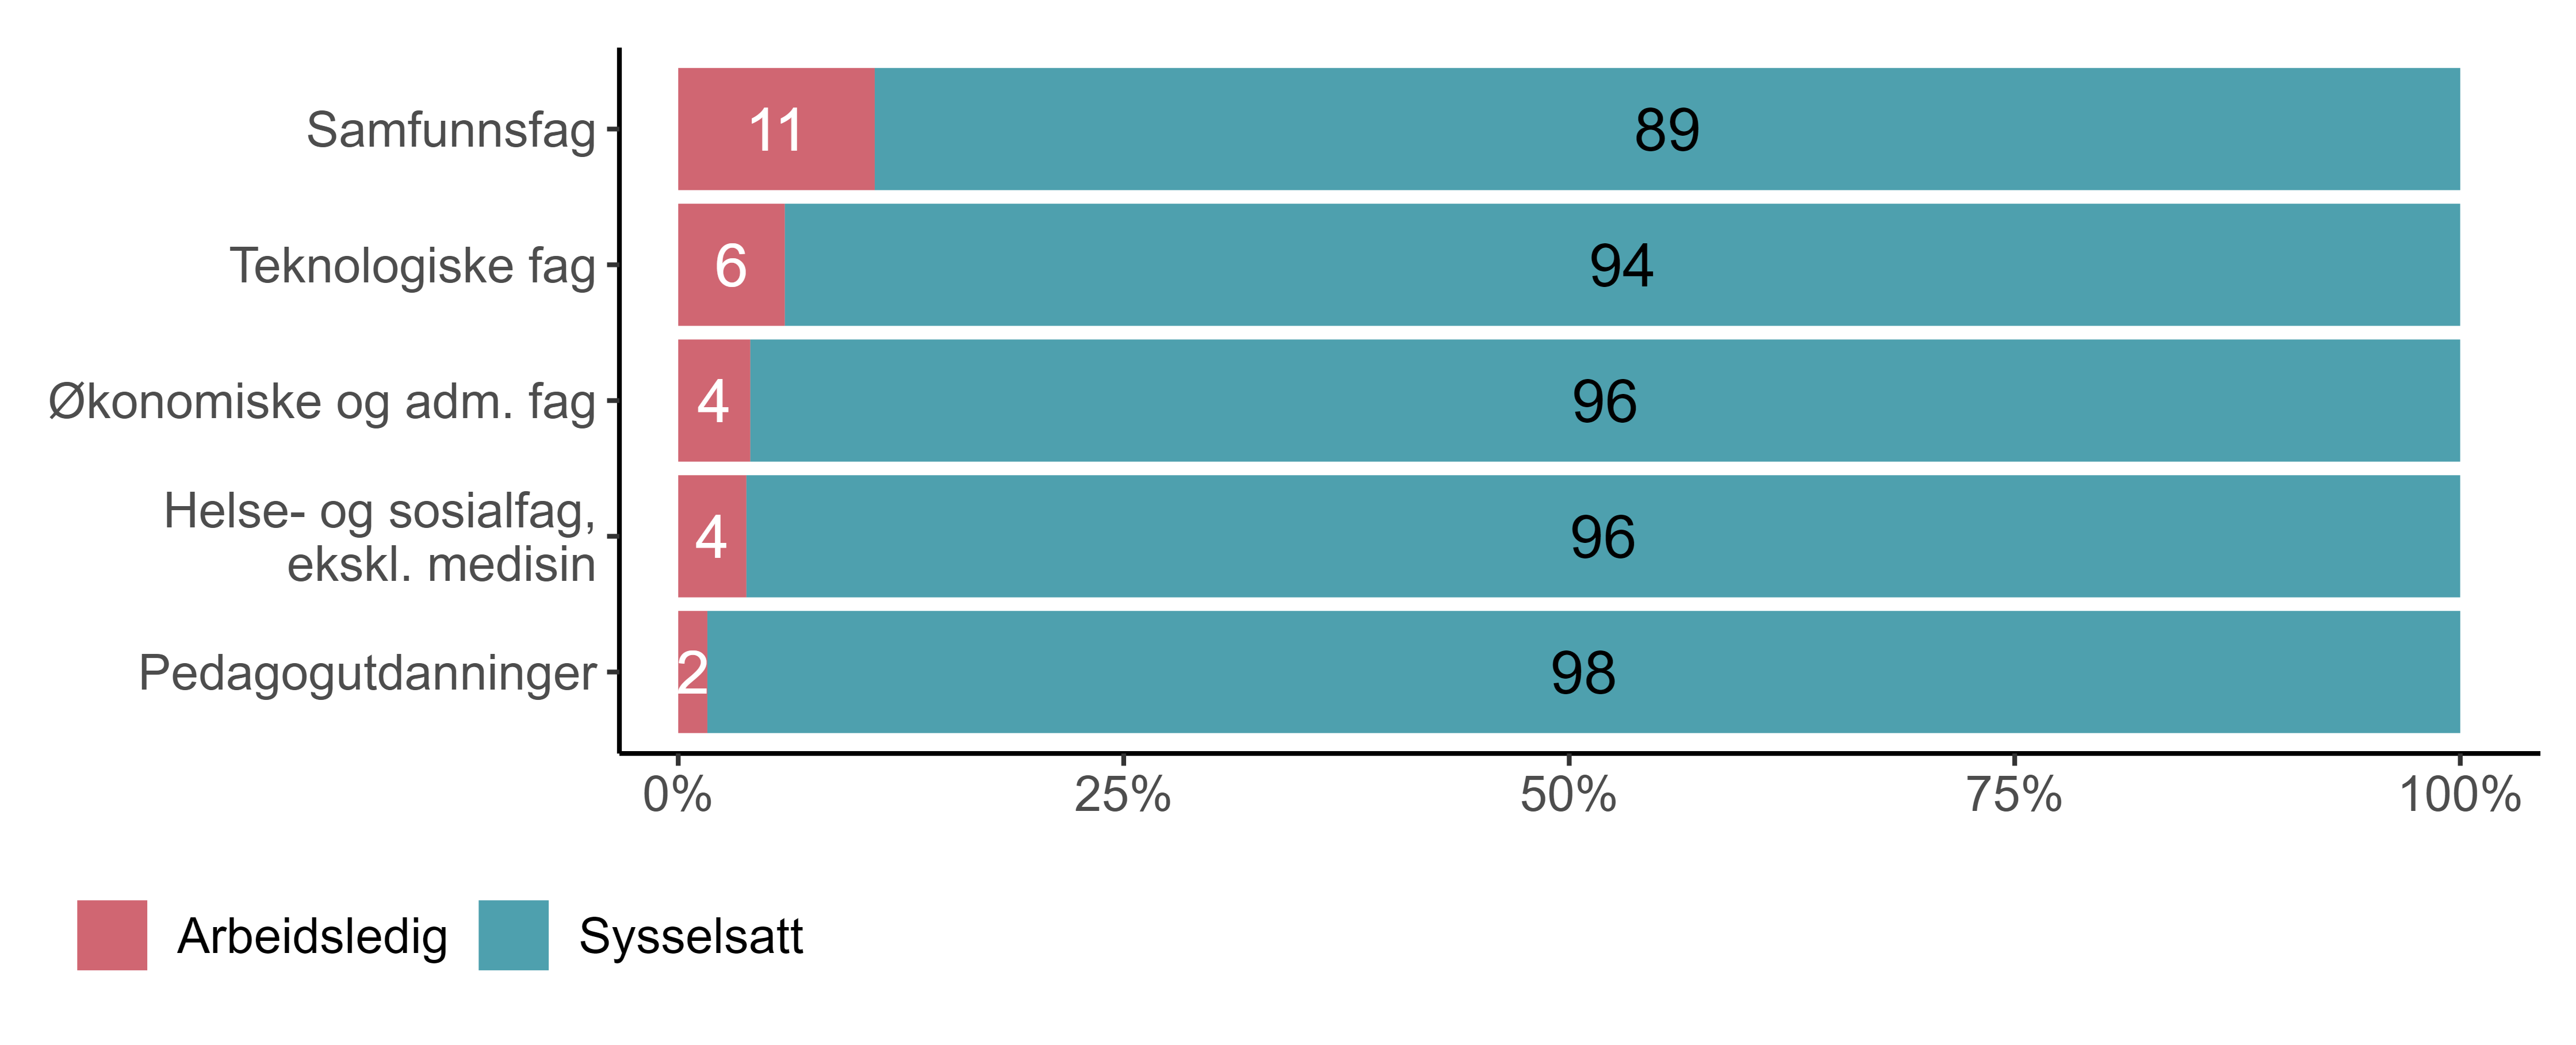 Samfunnsfag 11 89
Teknologiske fag 6 94
Økonomiske og adm. fag 4 96
Helse- og sosialfag,
ekskl. medisin 4 96
Pedagogutdanninger 2 98
0% 25% 50% 75% 100%
Arbeidsledig Sysselsatt